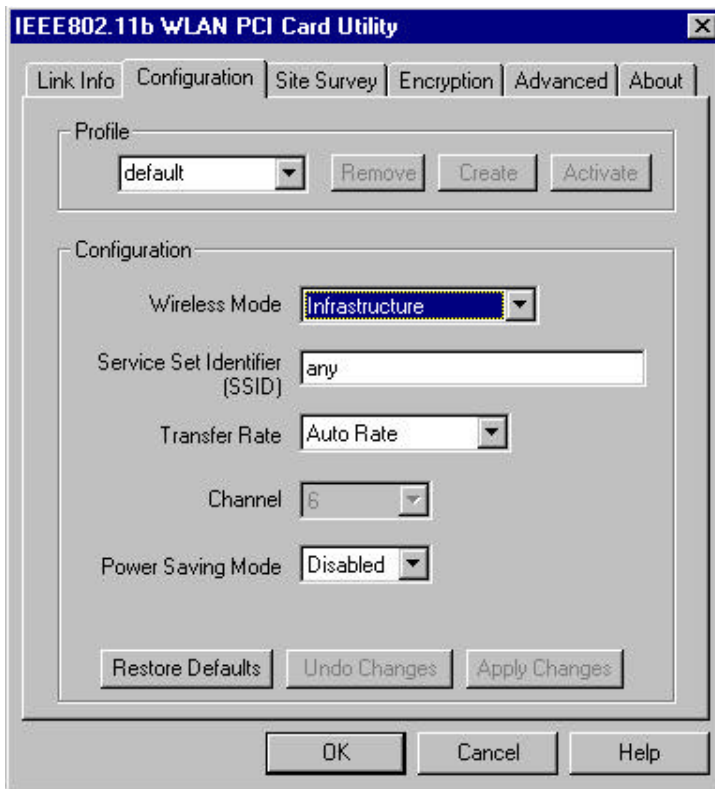 IEEE802.11b WLAN PCI Card Utility
Link Info Configuration Site Survey Encryption Advanced About
Profile
default Remove Create Activate
Configuration
Wireless Mode Infrastructure
Service Set Identifier
(SSID) any
Transfer Rate Auto Rate
Channel 6
Power Saving Mode Disabled
Restore Defaults Undo Changes Apply Changes
OK Cancel Help